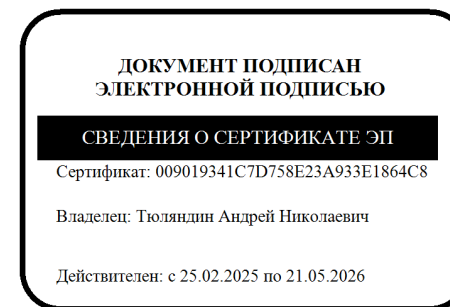 ДОКУМЕНТ ПОДПИСАН
ЭЛЕКТРОННОЙ ПОДПИСЬЮ
СВЕДЕНИЯ О СЕРТИФИКАТЕ ЭП
Сертификат: 009019341C7D758E23A933E1864C8
Владелец: Тюляндин Андрей Николаевич
Действителен: с 25.02.2025 по 21.05.2026